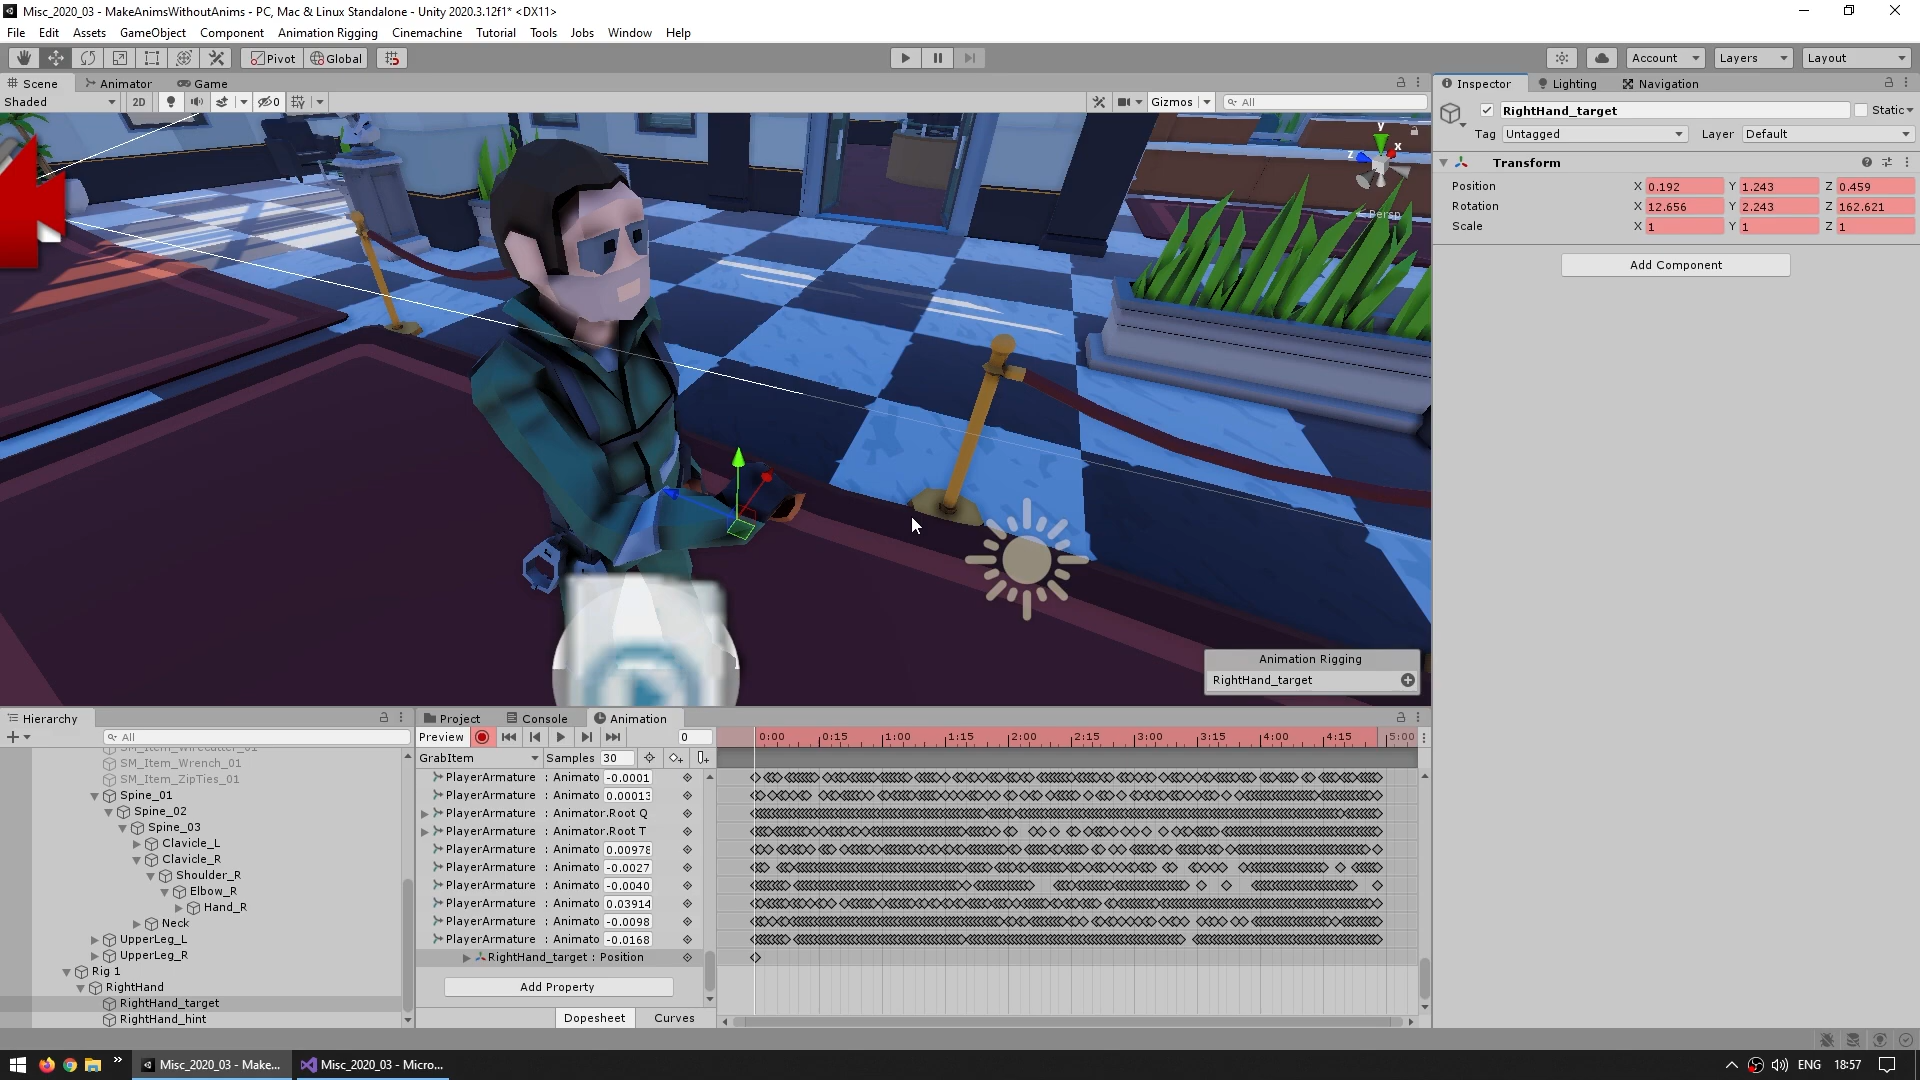 Misc_2020_03 - MakeAnimsWithoutAnims - PC, Mac & Linux Standalone - Unity 2020.3.12f1* <DX11>
File Edit Assets GameObject Component Animation Rigging Cinemachine Tutorial Tools Jobs Window Help
Pivot Global Account Layers Layout
Scene Animator Game
Shaded 2D 0 Gizmos All
y
x
z
Persp
Animation Rigging
RightHand_target
Inspector Lighting Navigation
RightHand_target Static
Tag Untagged Layer Default
Transform
Position X 0.192 Y 1.243 Z 0.459
Rotation X 12.656 Y 2.243 Z 162.621
Scale X 1 Y 1 Z 1
Add Component
Hierarchy
All
SM_Item_WireCutter_01
SM_Item_Wrench_01
SM_Item_ZipTies_01
Spine_01
Spine_02
Spine_03
Clavicle_L
Clavicle_R
Shoulder_R
Elbow_R
Hand_R
Neck
UpperLeg_L
UpperLeg_R
Rig 1
RightHand
RightHand_target
RightHand_hint
Project Console Animation
Preview 0 0:00 0:15 1:00 1:15 2:00 2:15 3:00 3:15 4:00 4:15 5:00
GrabItem Samples 30
PlayerArmature : Animato -0.0001
PlayerArmature : Animato 0.00013
PlayerArmature : Animator.Root Q
PlayerArmature : Animator.Root T
PlayerArmature : Animato 0.00978
PlayerArmature : Animato -0.0027
PlayerArmature : Animato -0.0040
PlayerArmature : Animato 0.03914
PlayerArmature : Animato -0.0098
PlayerArmature : Animato -0.0168
RightHand_target : Position
Add Property
Dopesheet Curves
Misc_2020_03 - Make... Misc_2020_03 - Micro... ENG 18:57